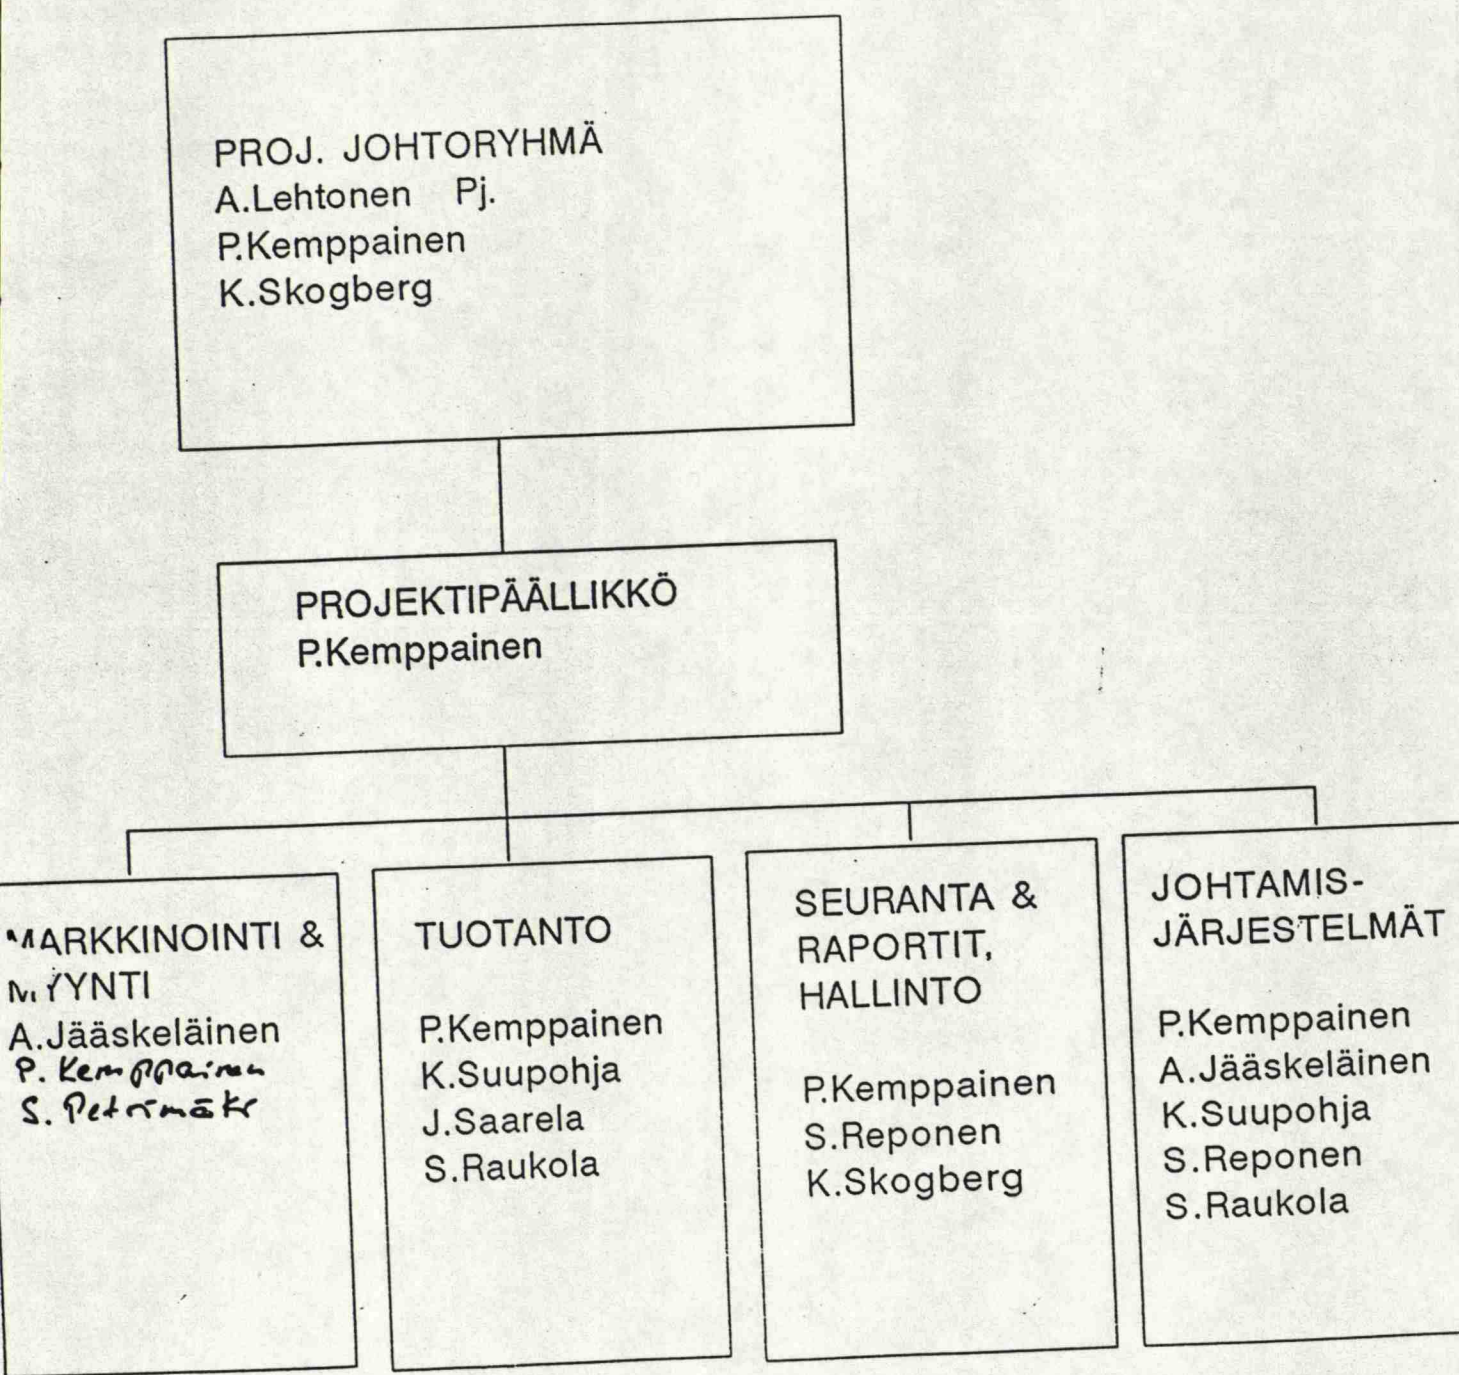 PROJ. JOHTORYHMÄ
A.Lehtonen Pj.
P.Kemppainen
K.Skogberg
PROJEKTIPÄÄLLIKKÖ
P.Kemppainen
MARKKINOINTI &
MYYNTI
A.Jääskeläinen
P. Kemppainen
S. Petrimäki
TUOTANTO
P.Kemppainen
K.Suupohja
J.Saarela
S.Raukola
SEURANTA &
RAPORTIT,
HALLINTO
P.Kemppainen
S.Reponen
K.Skogberg
JOHTAMIS-
JÄRJESTELMÄT
P.Kemppainen
A.Jääskeläinen
K.Suupohja
S.Reponen
S.Raukola